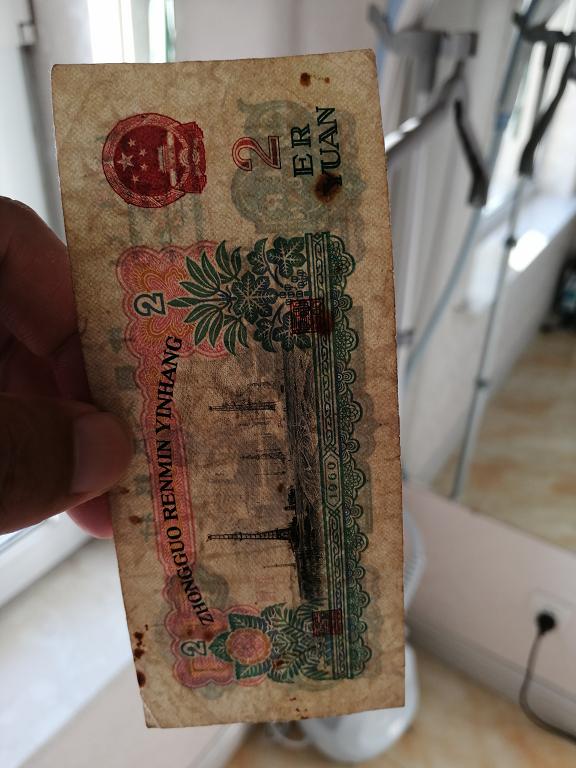 2
ER
YUAN
2
ZHONGGUO RENMIN YINHANG
2
1960